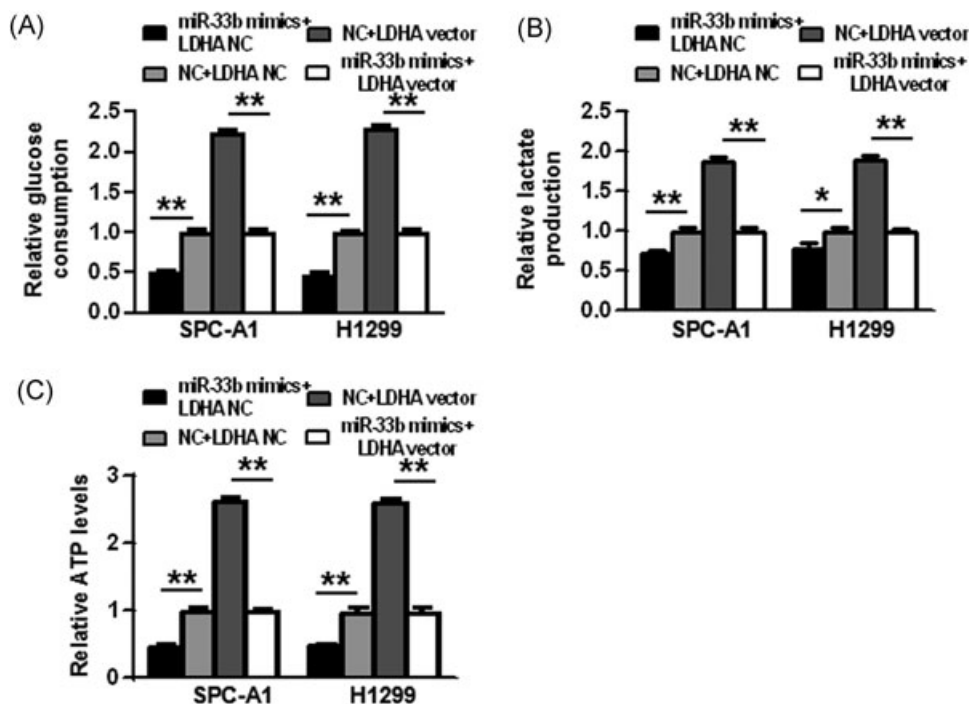 (A)
miR-33b mimics+
LDHA NC
NC+LDHA vector
NC+LDHA NC
miR-33b mimics+
LDHA vector
Relative glucose
consumption
2.5
2.0
1.5
1.0
0.5
0.0
**
**
**
**
SPC-A1
H1299
(B)
miR-33b mimics+
LDHA NC
NC+LDHA vector
NC+LDHA NC
miR-33b mimics+
LDHA vector
Relative lactate
production
2.5
2.0
1.5
1.0
0.5
0.0
**
**
*
**
SPC-A1
H1299
(C)
miR-33b mimics+
LDHA NC
NC+LDHA vector
NC+LDHA NC
miR-33b mimics+
LDHA vector
Relative ATP levels
3
2
1
0
**
**
**
**
SPC-A1
H1299